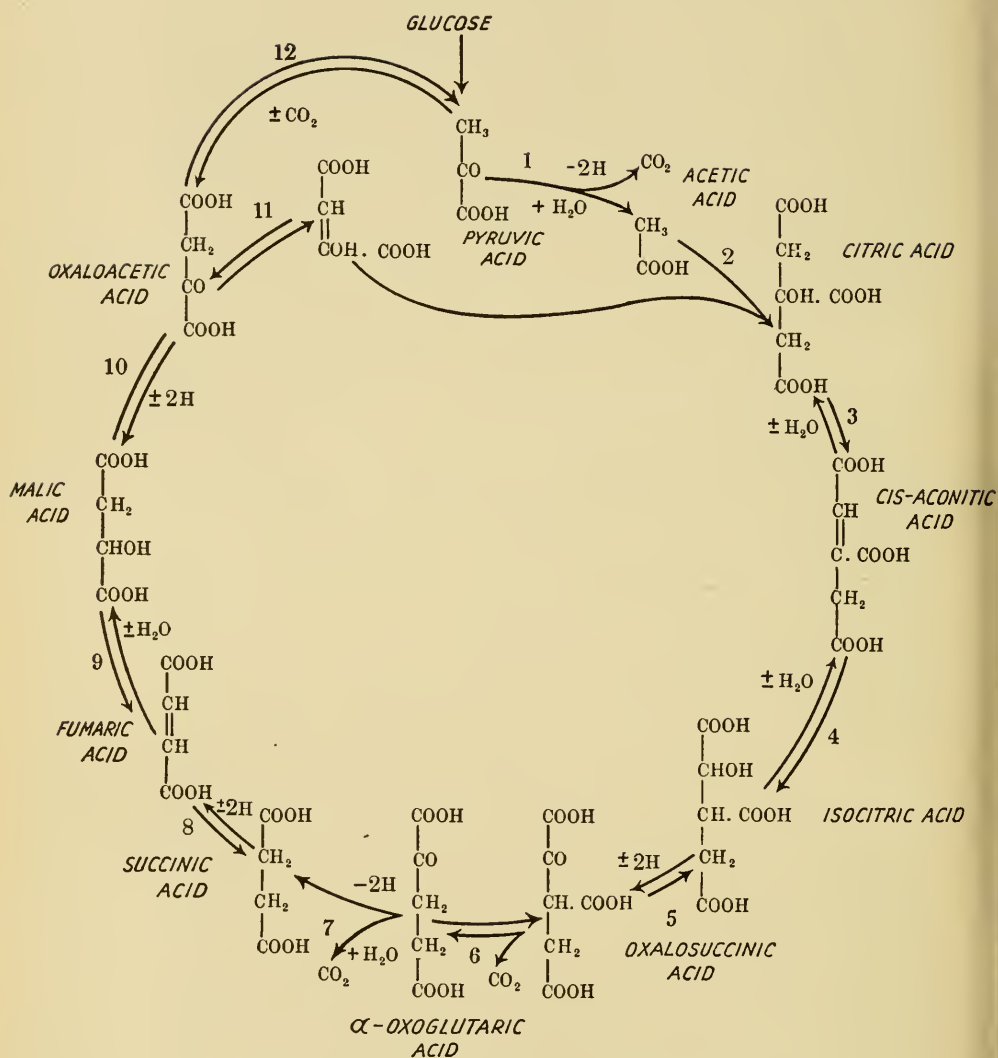 GLUCOSE
12
± CO₂
CH₃
CO
COOH
PYRUVIC
ACID
1
-2H
+ H₂O
CO₂
ACETIC
ACID
CH₃
COOH
2
COOH
CH
COH. COOH
11
COOH
CH₂
CO
COOH
OXALOACETIC
ACID
COOH
CH₂
COH. COOH
CH₂
COOH
CITRIC ACID
± H₂O
3
COOH
CH
C. COOH
CH₂
COOH
CIS-ACONITIC
ACID
± H₂O
4
COOH
CHOH
CH. COOH
CH₂
COOH
ISOCITRIC ACID
± 2H
5
COOH
CO
CH. COOH
CH₂
COOH
OXALOSUCCINIC
ACID
6
CO₂
COOH
CO
CH₂
CH₂
COOH
α-OXOGLUTARIC
ACID
-2H
7
+ H₂O
CO₂
COOH
CH₂
CH₂
COOH
SUCCINIC
ACID
±2H
8
COOH
CH
CH
COOH
FUMARIC
ACID
±H₂O
9
COOH
CH₂
CHOH
COOH
MALIC
ACID
10
± 2H